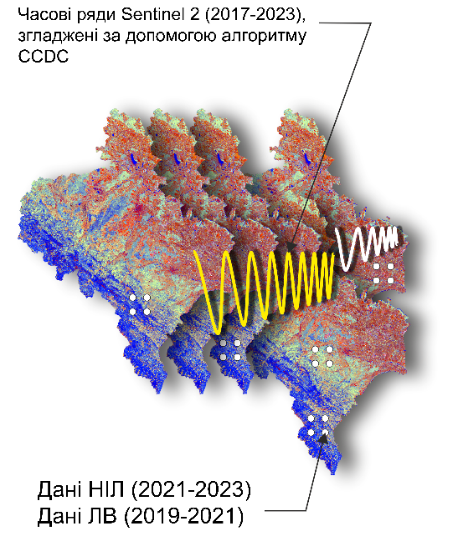 Часові ряди Sentinel 2 (2017-2023),
згладжені за допомогою алгоритму
CCDC
Дані НІЛ (2021-2023)
Дані ЛВ (2019-2021)